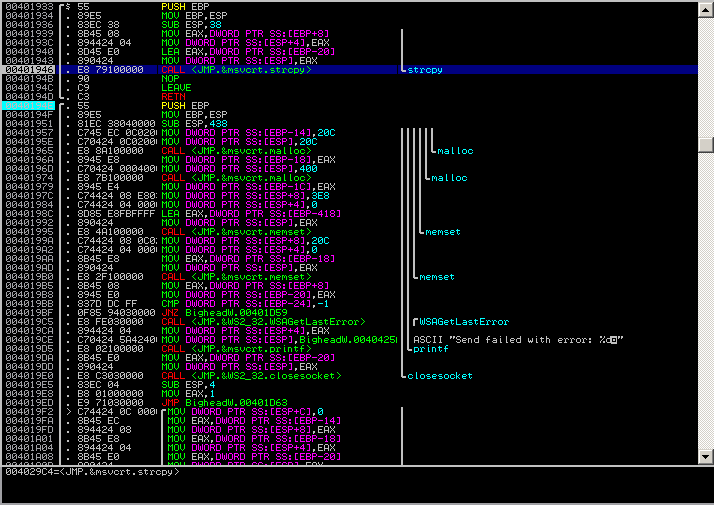 00401933 $ 55 PUSH EBP
00401934 . 89E5 MOV EBP,ESP
00401936 . 83EC 38 SUB ESP,38
00401939 . 8B45 08 MOV EAX,DWORD PTR SS:[EBP+8]
0040193C . 894424 04 MOV DWORD PTR SS:[ESP+4],EAX
00401940 . 8D45 E0 LEA EAX,DWORD PTR SS:[EBP-20]
00401943 . 890424 MOV DWORD PTR SS:[ESP],EAX
00401946 . E8 79100000 CALL <JMP.&msvcrt.strcpy> strcpy
0040194B . 90 NOP
0040194C . C9 LEAVE
0040194D . C3 RETN
. 55 PUSH EBP
0040194F . 89E5 MOV EBP,ESP
00401951 . 81EC 38040000 SUB ESP,438
00401957 . C745 EC 0C020 MOV DWORD PTR SS:[EBP-14],20C
0040195E . C70424 0C0200 MOV DWORD PTR SS:[ESP],20C
00401965 . E8 8A100000 CALL <JMP.&msvcrt.malloc> malloc
0040196A . 8945 E8 MOV DWORD PTR SS:[EBP-18],EAX
0040196D . C70424 000400 MOV DWORD PTR SS:[ESP],400
00401974 . E8 7B100000 CALL <JMP.&msvcrt.malloc> malloc
00401979 . 8945 E4 MOV DWORD PTR SS:[EBP-1C],EAX
0040197C . C74424 08 E80 MOV DWORD PTR SS:[ESP+8],3E8
00401984 . C74424 04 000 MOV DWORD PTR SS:[ESP+4],0
0040198C . 8D85 E8FBFFFF LEA EAX,DWORD PTR SS:[EBP-418]
00401992 . 890424 MOV DWORD PTR SS:[ESP],EAX
00401995 . E8 4A100000 CALL <JMP.&msvcrt.memset> memset
0040199A . C74424 08 0C0 MOV DWORD PTR SS:[ESP+8],20C
004019A2 . C74424 04 000 MOV DWORD PTR SS:[ESP+4],0
004019AA . 8B45 E8 MOV EAX,DWORD PTR SS:[EBP-18]
004019AD . 890424 MOV DWORD PTR SS:[ESP],EAX
004019B0 . E8 2F100000 CALL <JMP.&msvcrt.memset> memset
004019B5 . 8B45 08 MOV EAX,DWORD PTR SS:[EBP+8]
004019B8 . 8945 E0 MOV DWORD PTR SS:[EBP-20],EAX
004019BB . 837D DC FF CMP DWORD PTR SS:[EBP-24],-1
004019BF . 0F85 94030000 JNZ BigheadW.00401D59
004019C5 . E8 FE030000 CALL <JMP.&WS2_32.WSAGetLastError> WSAGetLastError
004019CA . 894424 04 MOV DWORD PTR SS:[ESP+4],EAX
004019CE . C70424 5A4240 MOV DWORD PTR SS:[ESP],BigheadW.0040425 ASCII "Send failed with error: %d"
004019D5 . E8 02100000 CALL <JMP.&msvcrt.printf> printf
004019DA . 8B45 E0 MOV EAX,DWORD PTR SS:[EBP-20]
004019DD . 890424 MOV DWORD PTR SS:[ESP],EAX
004019E0 . E8 C3030000 CALL <JMP.&WS2_32.closesocket> closesocket
004019E5 . 83EC 04 SUB ESP,4
004019E8 . B8 01000000 MOV EAX,1
004019ED . E9 71030000 JMP BigheadW.00401D63
004019F2 > C74424 0C 000 MOV DWORD PTR SS:[ESP+C],0
004019FA . 8B45 EC MOV EAX,DWORD PTR SS:[EBP-14]
004019FD . 894424 08 MOV DWORD PTR SS:[ESP+8],EAX
00401A01 . 8B45 E8 MOV EAX,DWORD PTR SS:[EBP-18]
00401A04 . 894424 04 MOV DWORD PTR SS:[ESP+4],EAX
00401A08 . 8B45 E0 MOV EAX,DWORD PTR SS:[EBP-20]
004029C4=<JMP.&msvcrt.strcpy>